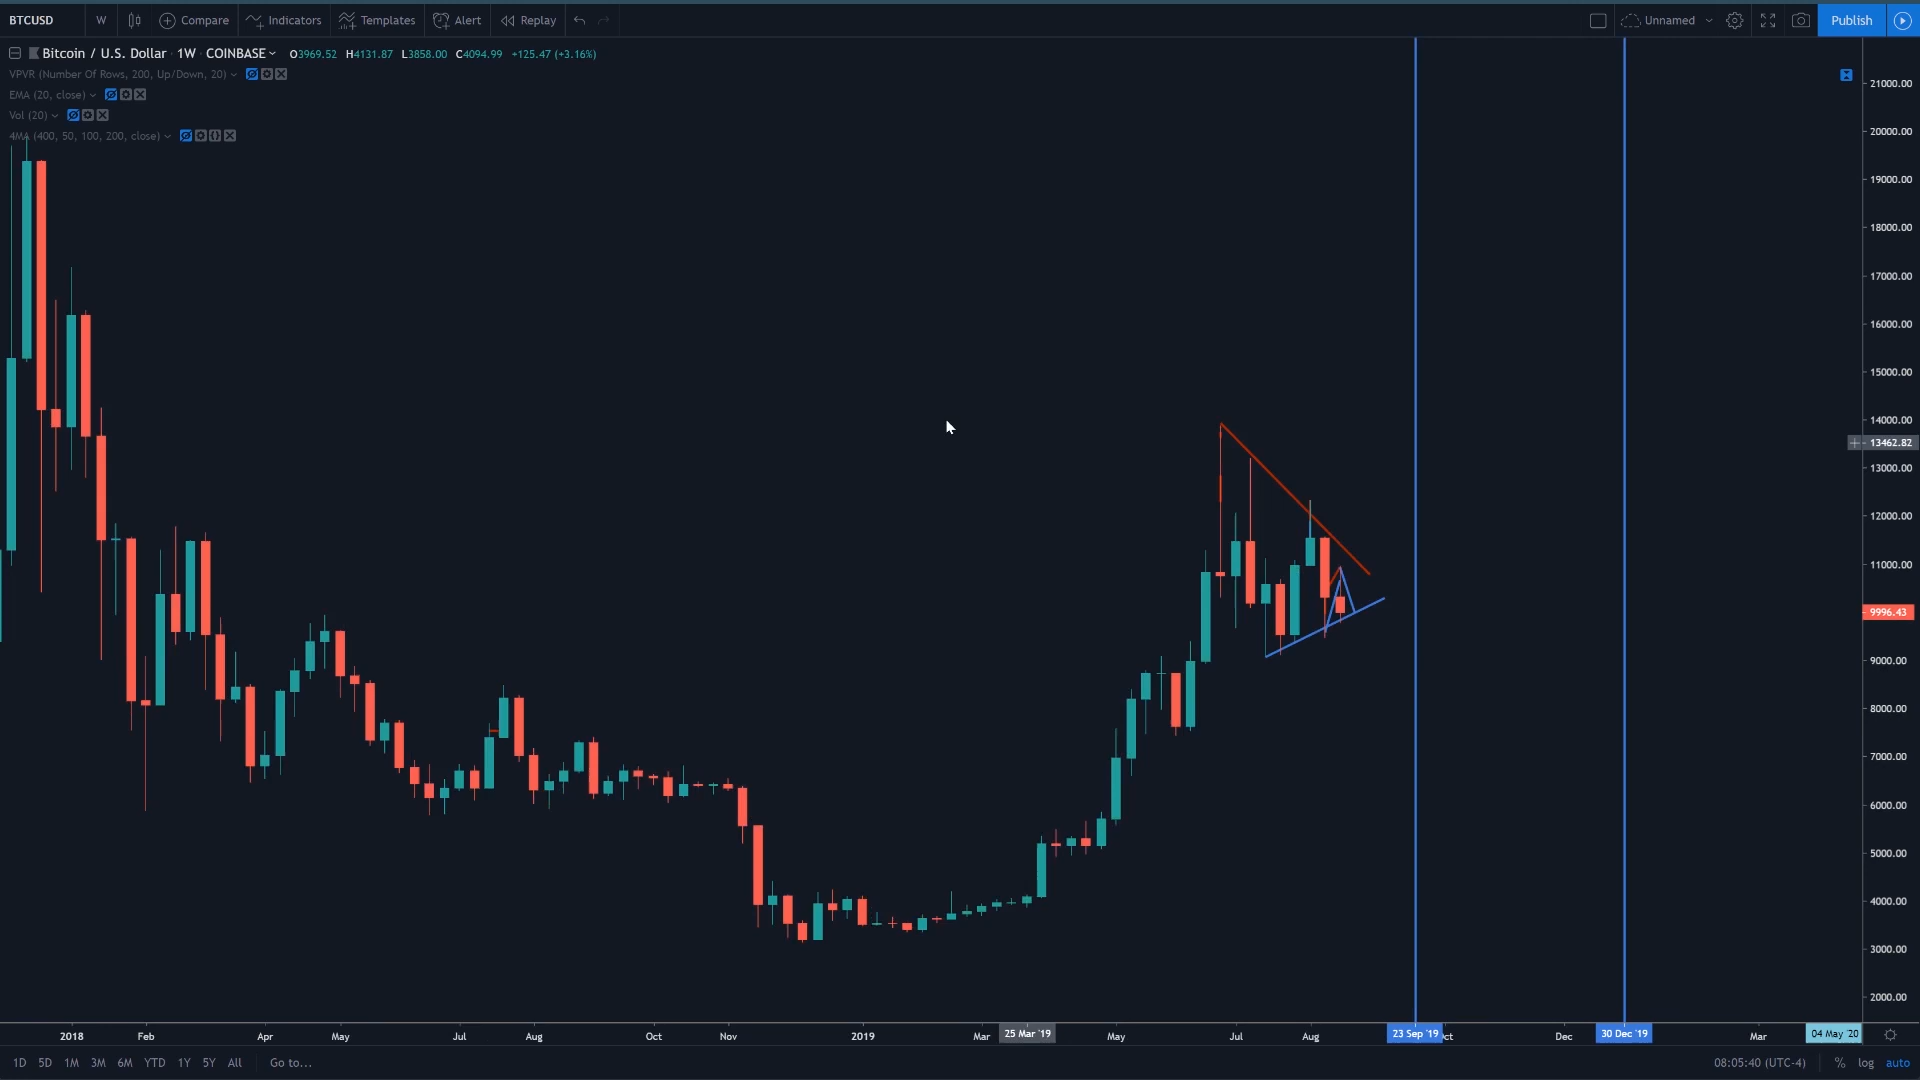 BTCUSD W Compare Indicators Templates Alert Replay Unnamed Publish
Bitcoin / U.S. Dollar · 1W · COINBASE O3969.52 H4131.87 L3858.00 C4094.99 +125.47 (+3.16%)
VPVR (Number Of Rows, 200, Up/Down, 20)
EMA (20, close)
Vol (20)
4MA (400, 50, 100, 200, close)
21000.00
20000.00
19000.00
18000.00
17000.00
16000.00
15000.00
14000.00
13462.82
13000.00
12000.00
11000.00
9996.43
9000.00
8000.00
7000.00
6000.00
5000.00
4000.00
3000.00
2000.00
2018 Feb Apr May Jul Aug Oct Nov 2019 Mar 25 Mar '19 May Jul Aug 23 Sep '19 ct Dec 30 Dec '19 Mar 04 May '20
1D 5D 1M 3M 6M YTD 1Y 5Y All Go to... 08:05:40 (UTC-4) % log auto